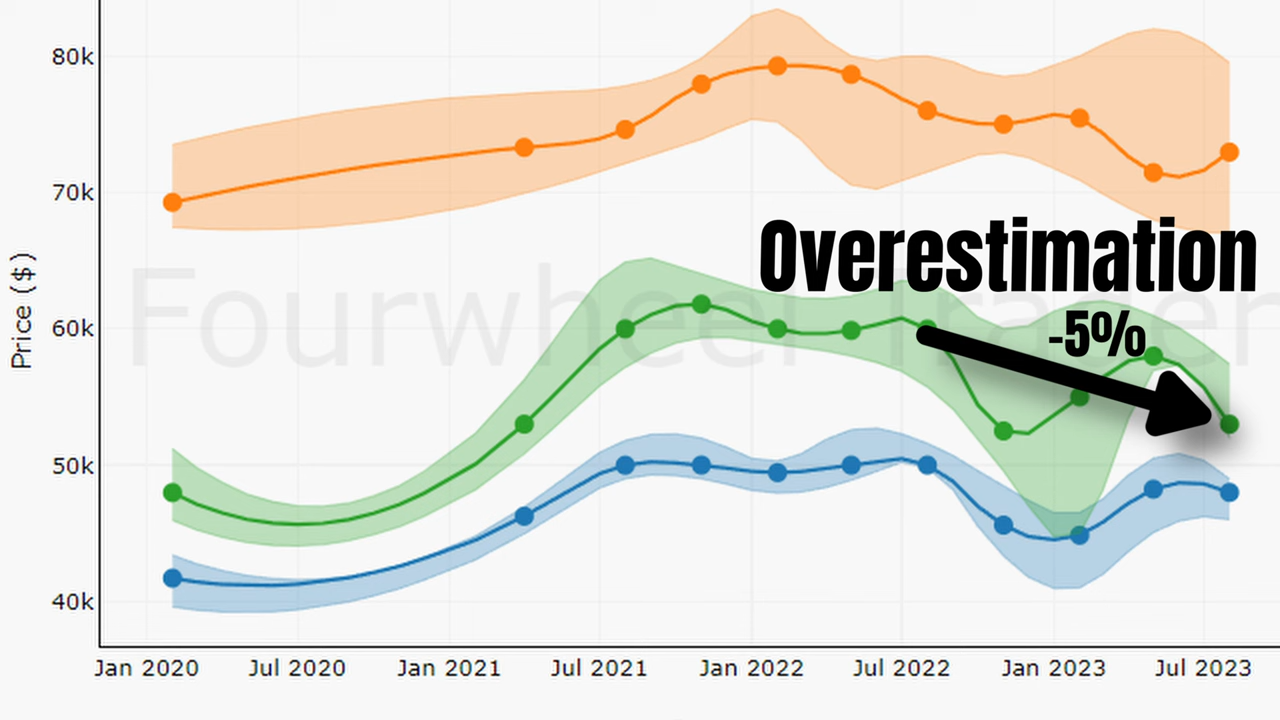 80k
70k
Overestimation
Price ($)
Fourwheel Trader
60k
-5%
50k
40k
Jan 2020
Jul 2020
Jan 2021
Jul 2021
Jan 2022
Jul 2022
Jan 2023
Jul 2023